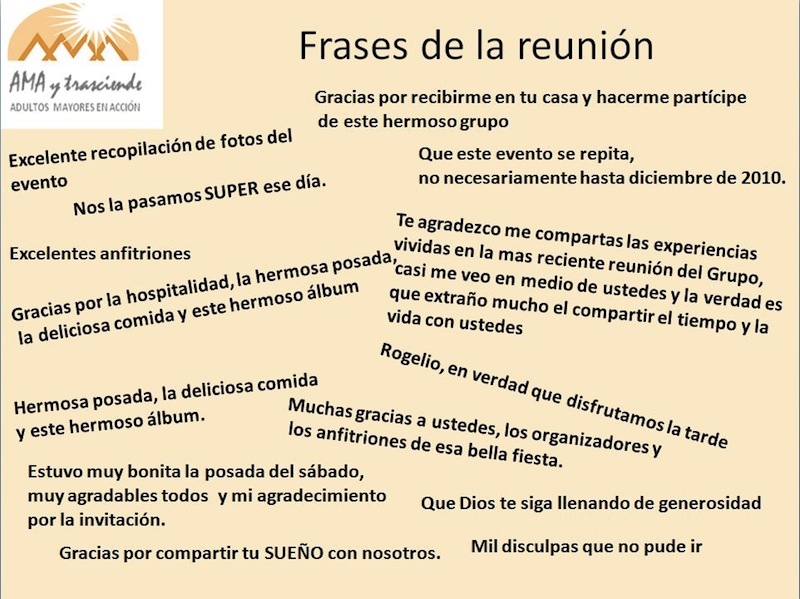 AMA y trasciende
ADULTOS MAYORES EN ACCIÓN
Frases de la reunión
Gracias por recibirme en tu casa y hacerme partícipe
de este hermoso grupo
Excelente recopilación de fotos del
evento
Que este evento se repita,
no necesariamente hasta diciembre de 2010.
Nos la pasamos SUPER ese día.
Te agradezco me compartas las experiencias
vividas en la mas reciente reunión del Grupo,
casi me veo en medio de ustedes y la verdad es
que extraño mucho el compartir el tiempo y la
vida con ustedes
Excelentes anfitriones
Gracias por la hospitalidad, la hermosa posada,
la deliciosa comida y este hermoso álbum
Rogelio, en verdad que disfrutamos la tarde
Hermosa posada, la deliciosa comida
y este hermoso álbum.
Muchas gracias a ustedes, los organizadores y
los anfitriones de esa bella fiesta.
Estuvo muy bonita la posada del sábado,
muy agradables todos y mi agradecimiento
por la invitación.
Que Dios te siga llenando de generosidad
Gracias por compartir tu SUEÑO con nosotros.
Mil disculpas que no pude ir